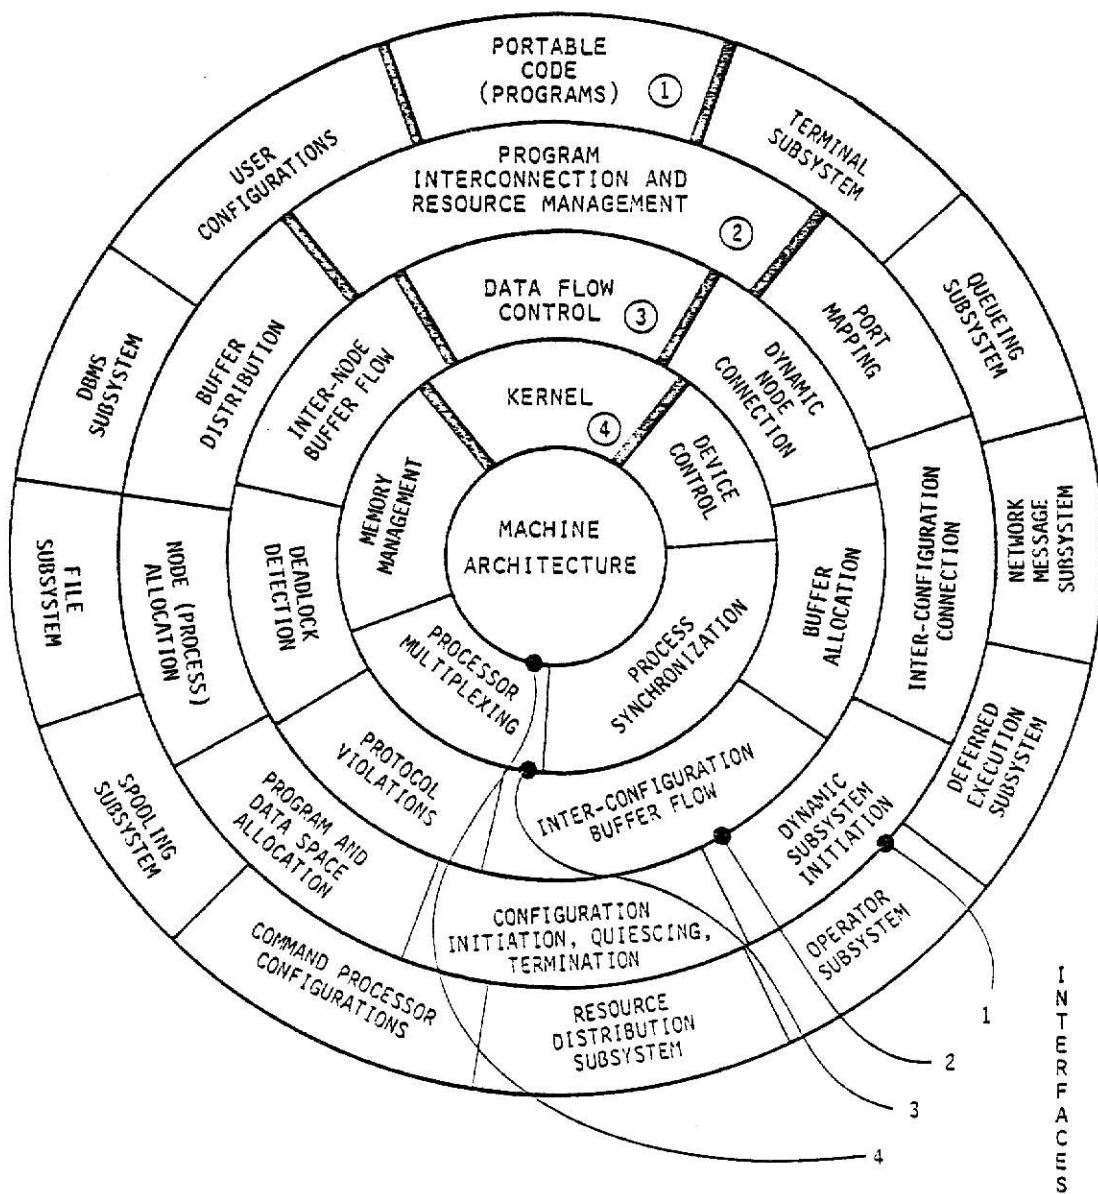 PORTABLE
CODE
(PROGRAMS)
1
TERMINAL
SUBSYSTEM
QUEUEING
SUBSYSTEM
NETWORK
MESSAGE
SUBSYSTEM
DEFERRED
EXECUTION
SUBSYSTEM
OPERATOR
SUBSYSTEM
RESOURCE
DISTRIBUTION
SUBSYSTEM
COMMAND PROCESSOR
CONFIGURATIONS
SPOOLING
SUBSYSTEM
FILE
SUBSYSTEM
DBMS
SUBSYSTEM
USER
CONFIGURATIONS
PROGRAM
INTERCONNECTION AND
RESOURCE MANAGEMENT
2
PORT
MAPPING
INTER-CONFIGURATION
CONNECTION
DYNAMIC
SUBSYSTEM
INITIATION
CONFIGURATION
INITIATION, QUIESCING,
TERMINATION
PROGRAM AND
DATA SPACE
ALLOCATION
NODE (PROCESS)
ALLOCATION
BUFFER
DISTRIBUTION
DATA FLOW
CONTROL
3
DYNAMIC
NODE
CONNECTION
BUFFER
ALLOCATION
INTER-CONFIGURATION
BUFFER FLOW
PROTOCOL
VIOLATIONS
DEADLOCK
DETECTION
INTER-NODE
BUFFER FLOW
KERNEL
4
DEVICE
CONTROL
PROCESS
SYNCHRONIZATION
PROCESSOR
MULTIPLEXING
MEMORY
MANAGEMENT
MACHINE
ARCHITECTURE
1
2
3
4
INTERFACES